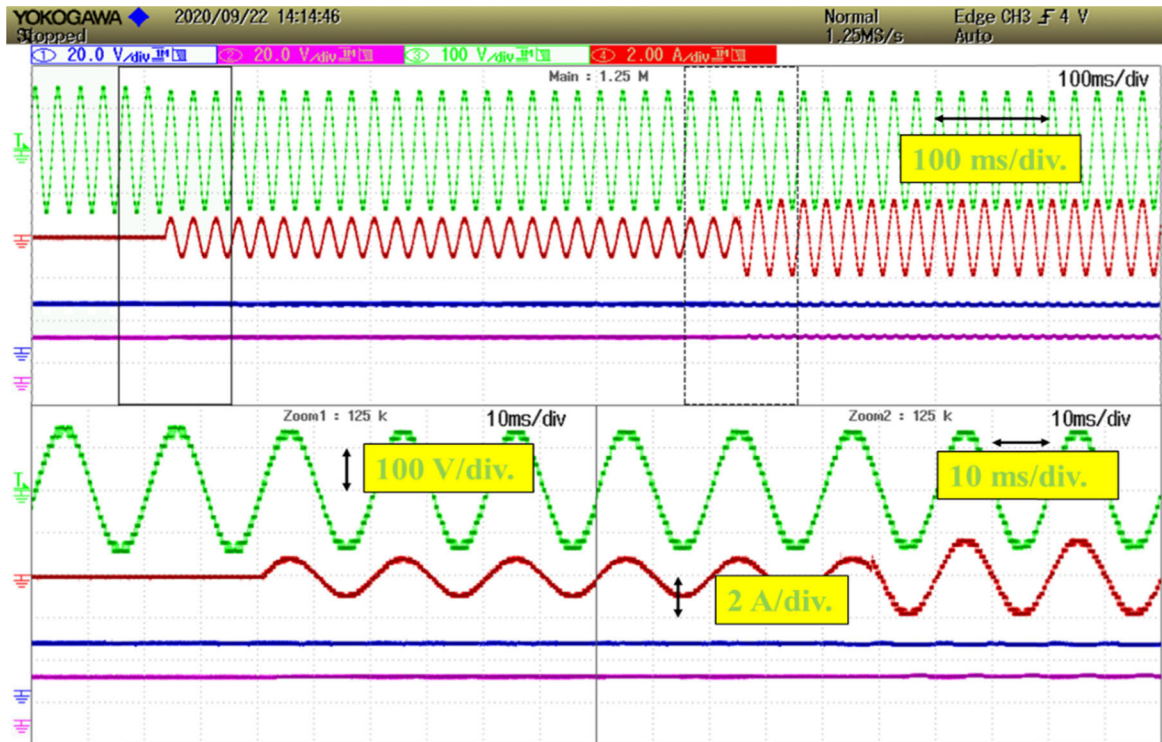 YOKOGAWA ◆ 2020/09/22 14:14:46 Normal Edge CH3 4 V
Stopped 1.25MS/s Auto
1 20.0 V/div 2 20.0 V/div 3 100 V/div 4 2.00 A/div
Main : 1.25 M 100ms/div
T
100 ms/div.
Zoom1 : 125 k 10ms/div Zoom2 : 125 k 10ms/div
T
100 V/div.
10 ms/div.
2 A/div.